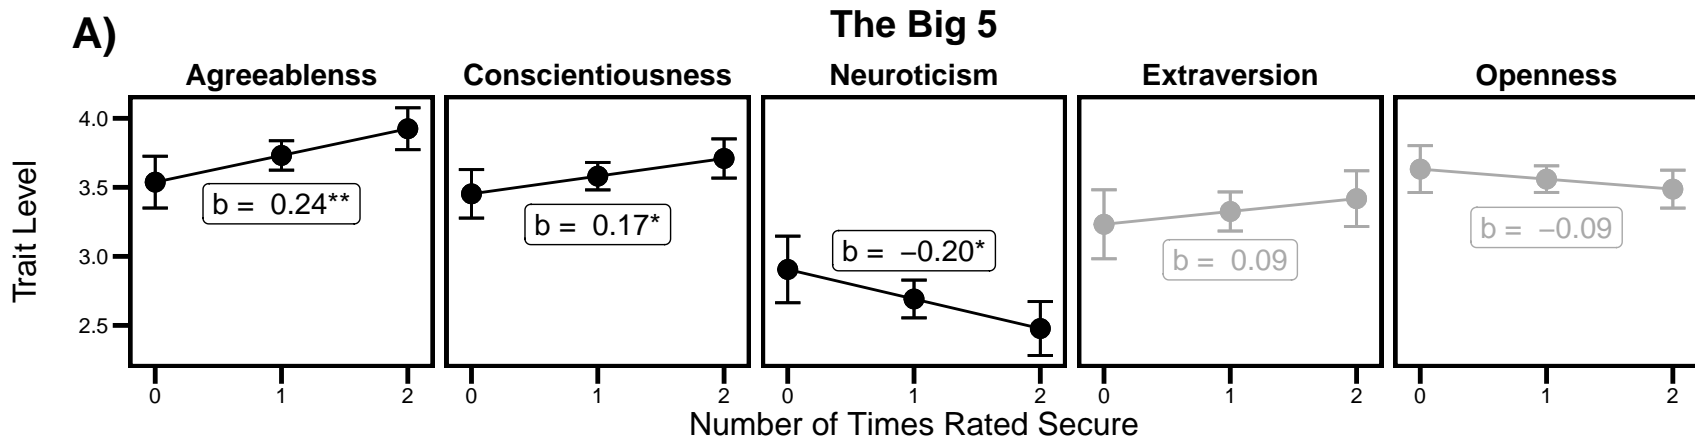 A)
The Big 5
Agreeablenss
Conscientiousness
Neuroticism
Extraversion
Openness
Trait Level
4.0
3.5
3.0
2.5
b = 0.24**
b = 0.17*
b = −0.20*
b = 0.09
b = −0.09
0 1 2
0 1 2
0 1 2
0 1 2
0 1 2
Number of Times Rated Secure